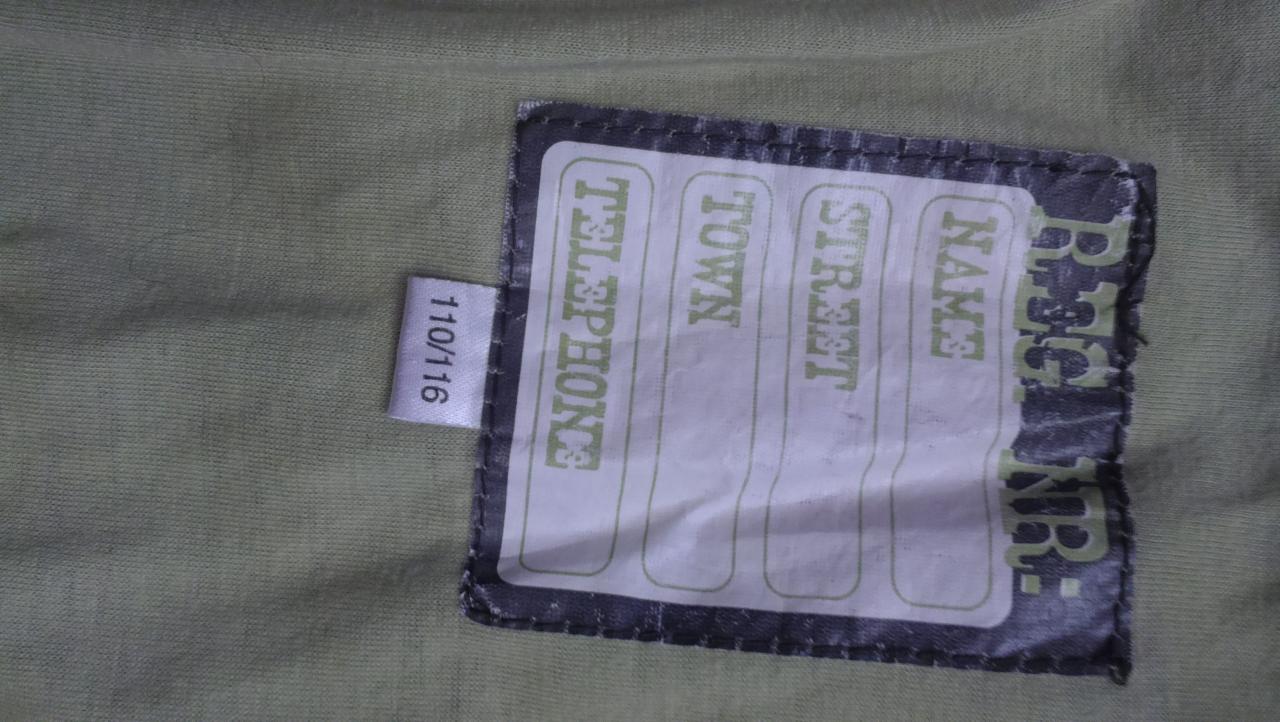 REG NR:
NAME
STREET
TOWN
TELEPHONE
110/116